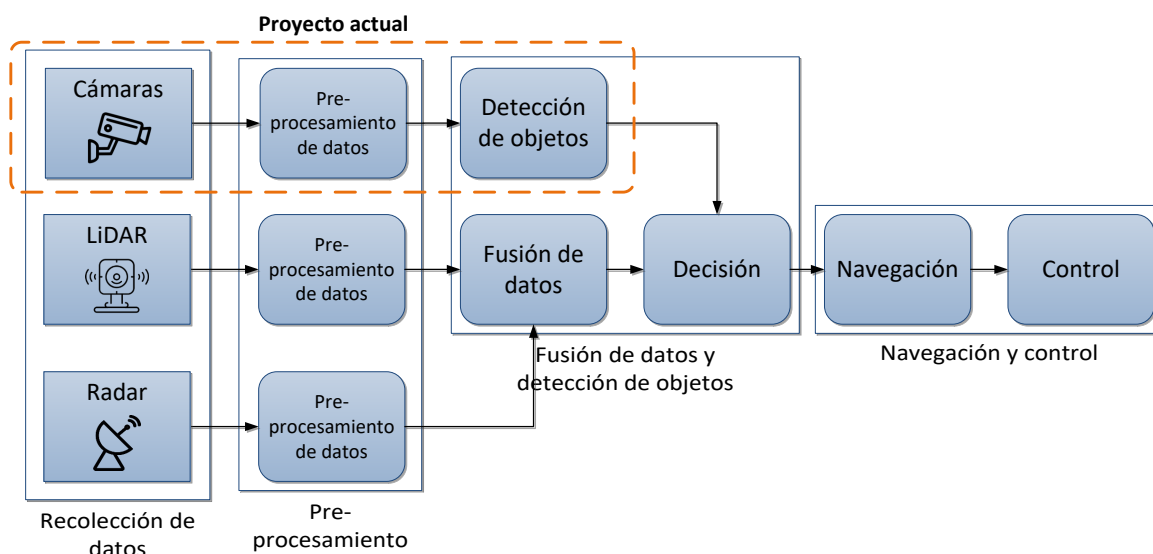 Proyecto actual
Cámaras
Pre-
procesamiento
de datos
Detección
de objetos
LiDAR
Pre-
procesamiento
de datos
Fusión de
datos
Decisión
Navegación
Control
Radar
Pre-
procesamiento
de datos
Fusión de datos y
detección de objetos
Navegación y control
Recolección de
datos
Pre-
procesamiento